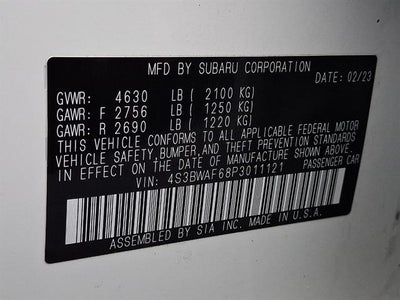 MFD BY SUBARU CORPORATION
DATE: 02/23
GVWR: 4630 LB ( 2100 KG)
GAWR: F 2756 LB ( 1250 KG)
GAWR: R 2690 LB ( 1220 KG)
THIS VEHICLE CONFORMS TO ALL APPLICABLE FEDERAL MOTOR
VEHICLE SAFETY, BUMPER, AND THEFT PREVENTION STANDARDS
IN EFFECT ON THE DATE OF MANUFACTURE SHOWN ABOVE.
VIN: 4S3BWAF68P3011121 PASSENGER CAR
ASSEMBLED BY SIA INC. MADE IN U.S.A.